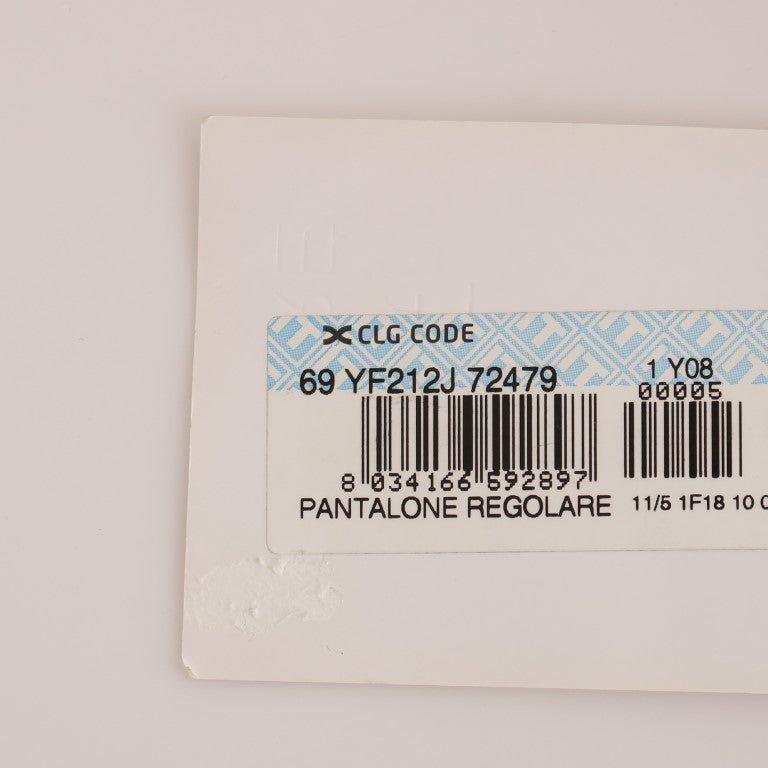 CLG CODE
69 YF212J 72479
1 Y08
00005
8 034166 592897
PANTALONE REGOLARE
11/5 1F18 10